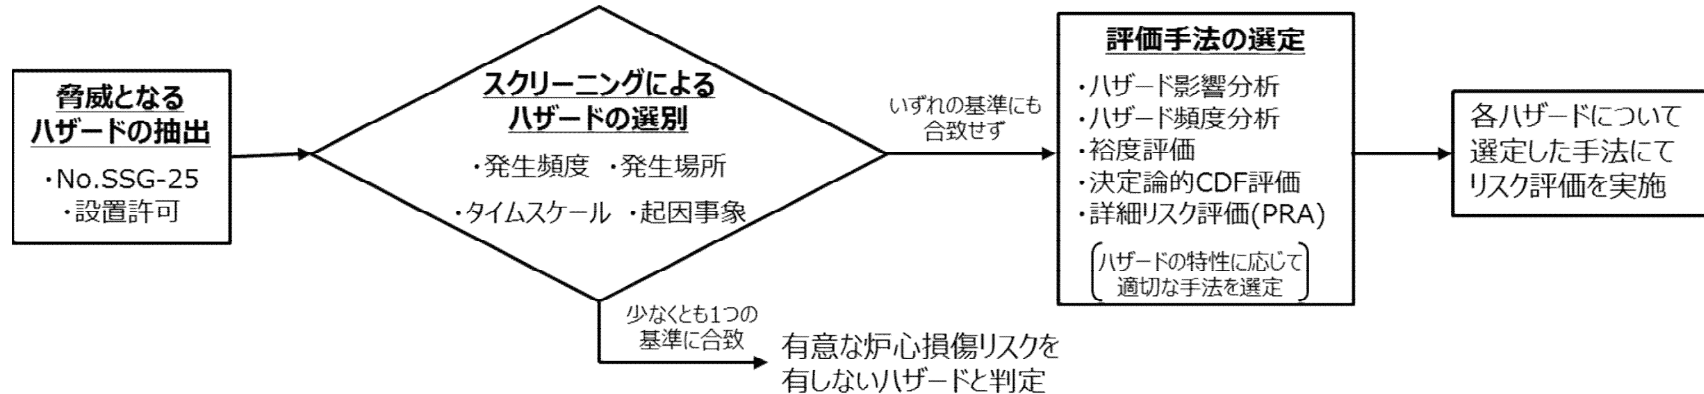 脅威となる
ハザードの抽出
・No.SSG-25
・設置許可
スクリーニングによる
ハザードの選別
・発生頻度 ・発生場所
・タイムスケール ・起因事象
いずれの基準にも
合致せず
少なくとも1つの
基準に合致
有意な炉心損傷リスクを
有しないハザードと判定
評価手法の選定
・ハザード影響分析
・ハザード頻度分析
・裕度評価
・決定論的CDF評価
・詳細リスク評価(PRA)
ハザードの特性に応じて
適切な手法を選定
各ハザードについて
選定した手法にて
リスク評価を実施